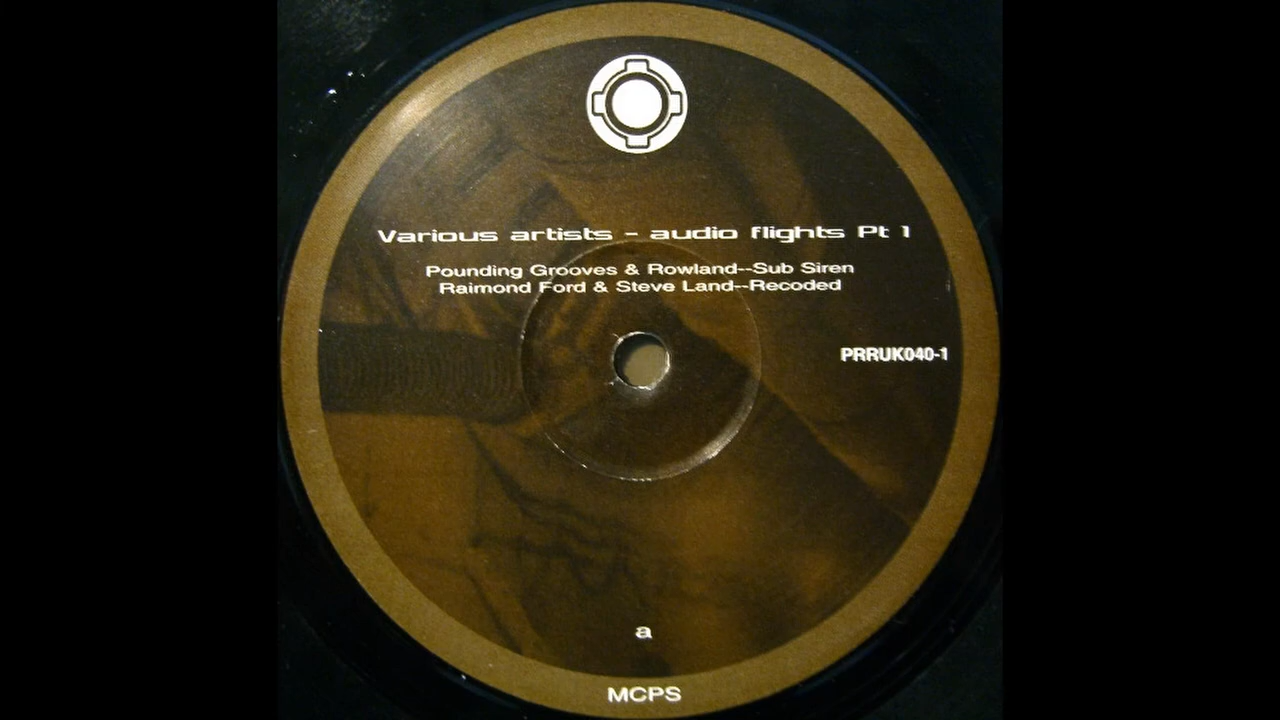 Various artists - audio flights Pt 1
Pounding Grooves & Rowland--Sub Siren
Raimond Ford & Steve Land--Recoded
PRRUK040-1
a
MCPS